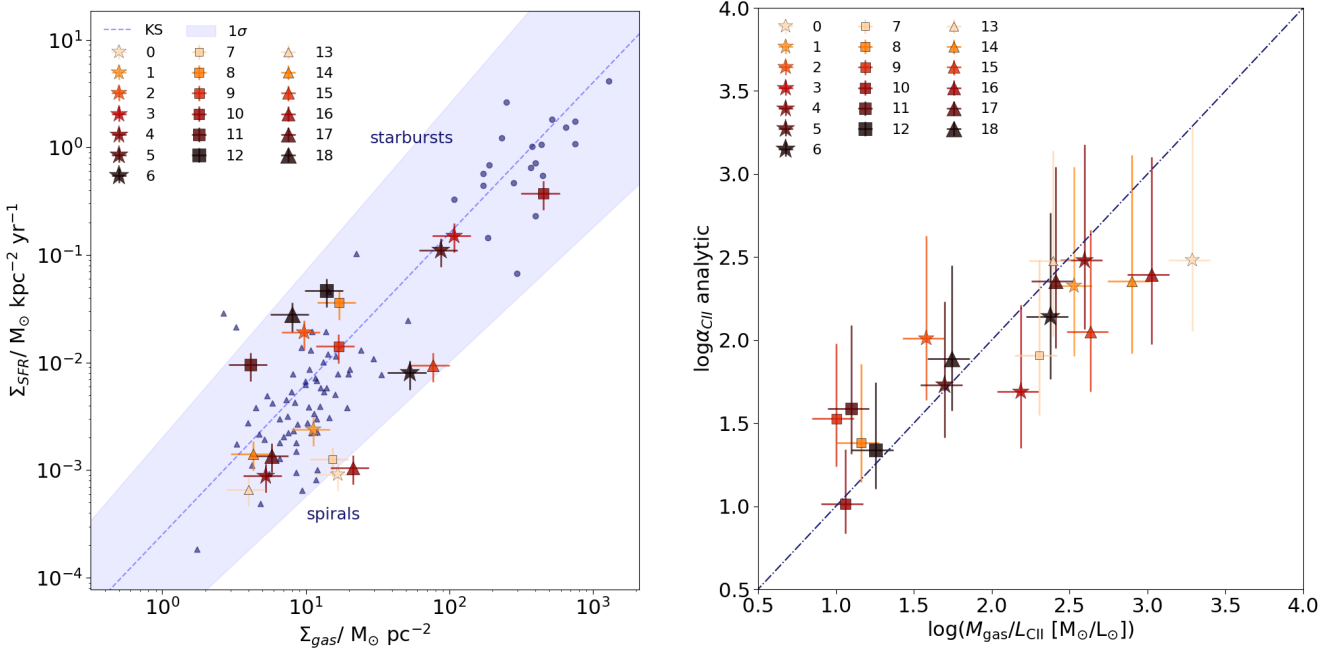 KS 1σ
0 7 13
1 8 14
2 9 15
3 10 16
4 11 17
5 12 18
6
starbursts
spirals
10¹
10⁰
10⁻¹
10⁻²
10⁻³
10⁻⁴
Σ_SFR/ M⊙ kpc⁻² yr⁻¹
10⁰ 10¹ 10² 10³
Σ_gas/ M⊙ pc⁻²
0 7 13
1 8 14
2 9 15
3 10 16
4 11 17
5 12 18
6
4.0
3.5
3.0
2.5
2.0
1.5
1.0
0.5
logα_CII analytic
0.5 1.0 1.5 2.0 2.5 3.0 3.5 4.0
log(M_gas/L_CII [M⊙/L⊙])